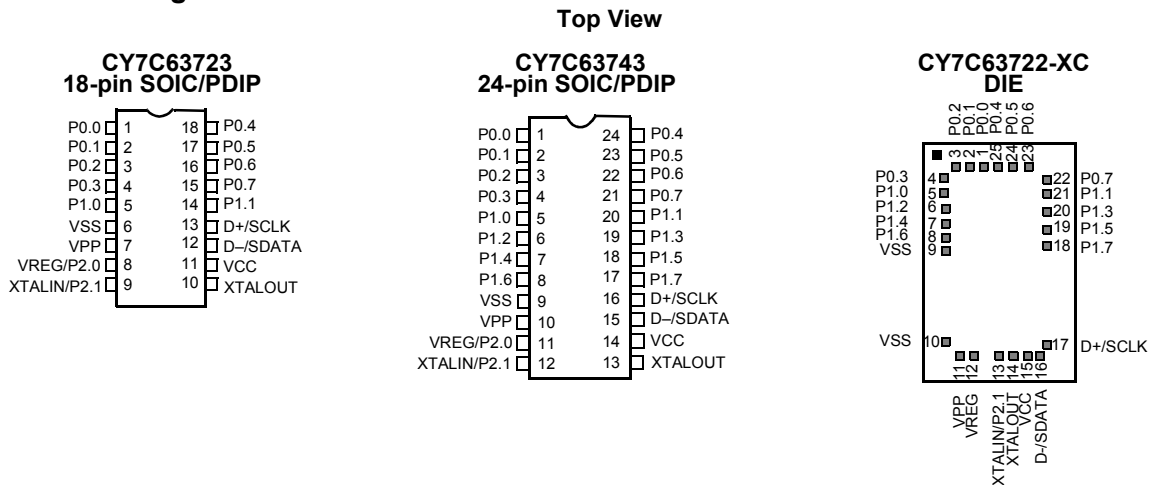 Top View
CY7C63723
18-pin SOIC/PDIP
P0.0 1 18 P0.4
P0.1 2 17 P0.5
P0.2 3 16 P0.6
P0.3 4 15 P0.7
P1.0 5 14 P1.1
VSS 6 13 D+/SCLK
VPP 7 12 D–/SDATA
VREG/P2.0 8 11 VCC
XTALIN/P2.1 9 10 XTALOUT
CY7C63743
24-pin SOIC/PDIP
P0.0 1 24 P0.4
P0.1 2 23 P0.5
P0.2 3 22 P0.6
P0.3 4 21 P0.7
P1.0 5 20 P1.1
P1.2 6 19 P1.3
P1.4 7 18 P1.5
P1.6 8 17 P1.7
VSS 9 16 D+/SCLK
VPP 10 15 D–/SDATA
VREG/P2.0 11 14 VCC
XTALIN/P2.1 12 13 XTALOUT
CY7C63722-XC
DIE
P0.2 P0.1 P0.0 P0.4 P0.5 P0.6
3 2 1 25 24 23
P0.3 4 22 P0.7
P1.0 5 21 P1.1
P1.2 6 20 P1.3
P1.4 7 19 P1.5
P1.6 8 18 P1.7
VSS 9
VSS 10 17 D+/SCLK
11 12 13 14 15 16
VPP VREG XTALIN/P2.1 XTALOUT VCC D-/SDATA